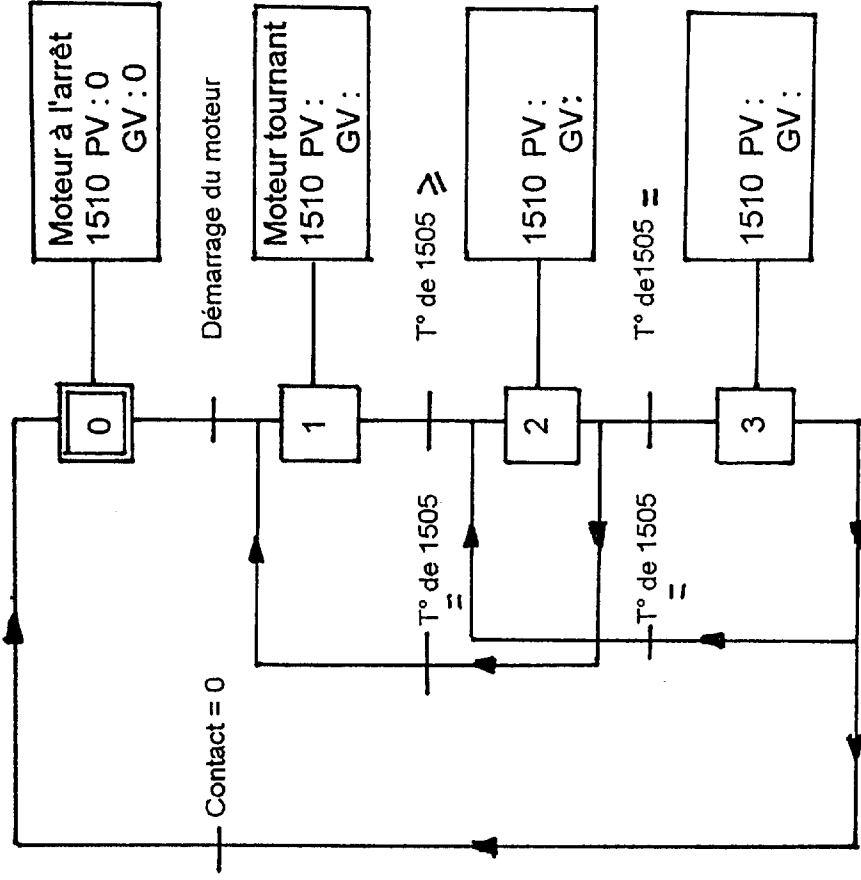 0
Moteur à l'arrêt
1510 PV : 0
GV : 0
Démarrage du moteur
Contact = 0
1
Moteur tournant
1510 PV :
GV :
T° de 1505 ⩾
T° de 1505
=
2
1510 PV :
GV :
T° de1505 =
T° de 1505
=
3
1510 PV :
GV :